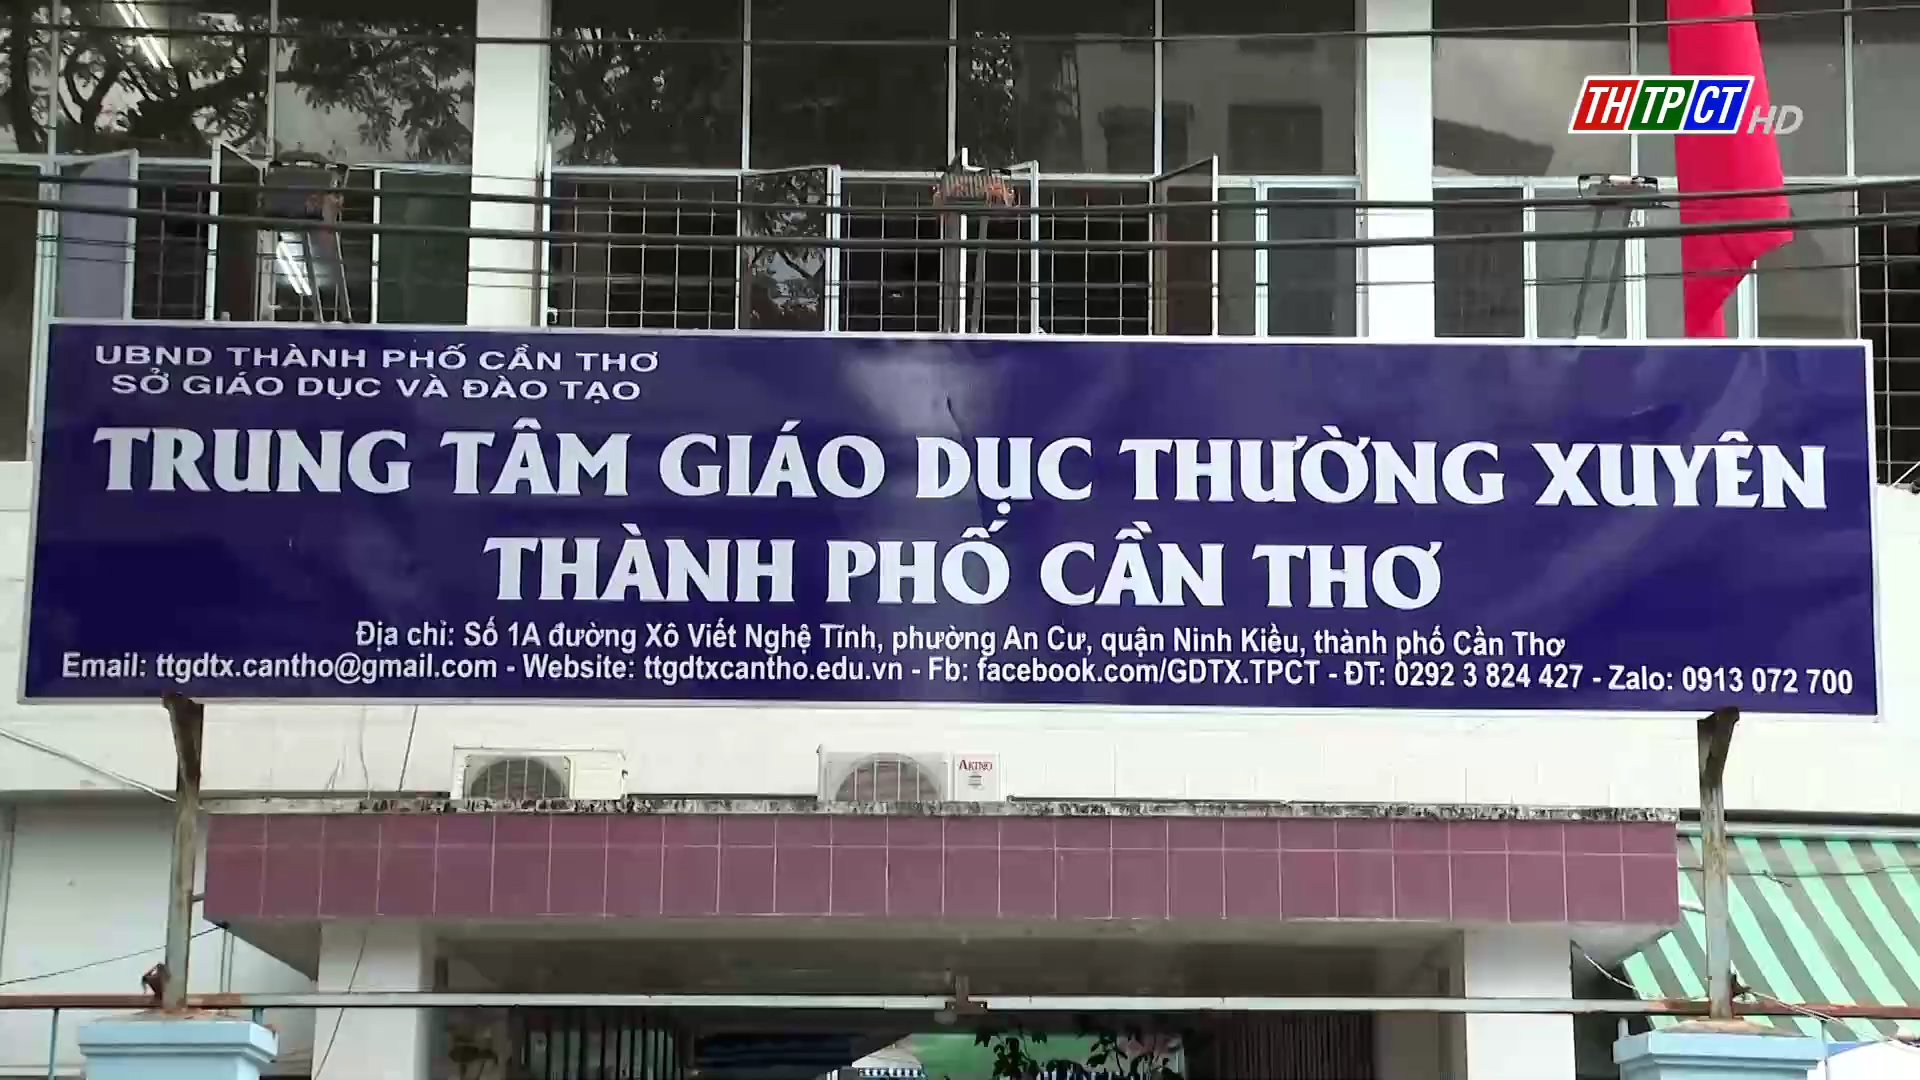 THTPCT HD
UBND THÀNH PHỐ CẦN THƠ
SỞ GIÁO DỤC VÀ ĐÀO TẠO
TRUNG TÂM GIÁO DỤC THƯỜNG XUYÊN
THÀNH PHỐ CẦN THƠ
Địa chỉ: Số 1A đường Xô Viết Nghệ Tĩnh, phường An Cư, quận Ninh Kiều, thành phố Cần Thơ
Email: ttgdtx.cantho@gmail.com - Website: ttgdtxcantho.edu.vn - Fb: facebook.com/GDTX.TPCT - ĐT: 0292 3 824 427 - Zalo: 0913 072 700
AKINO